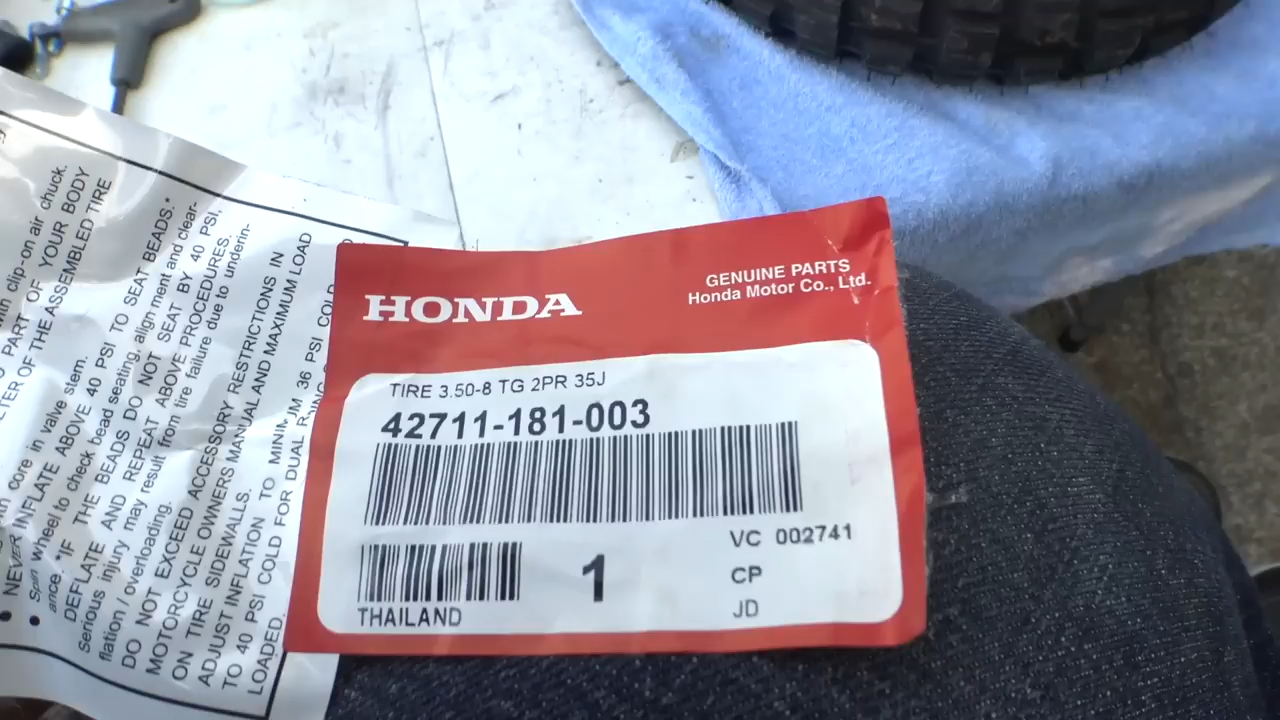 HONDA
GENUINE PARTS
Honda Motor Co., Ltd.
TIRE 3.50-8 TG 2PR 35J
42711-181-003
1
VC 002741
CP
JD
THAILAND
clip-on air chuck.
PART OF YOUR BODY
OF THE ASSEMBLED TIRE
core in valve stem.
• NEVER INFLATE ABOVE 40 PSI TO SEAT BEADS.*
• Spin wheel to check bead seating, alignment and clear-
ance. *IF THE BEADS DO NOT SEAT BY 40 PSI,
DEFLATE AND REPEAT ABOVE PROCEDURES.
serious injury may result from tire failure due to underin-
flation / overloading.
DO NOT EXCEED ACCESSORY RESTRICTIONS IN
MOTORCYCLE OWNERS MANUAL AND MAXIMUM LOAD
ON TIRE SIDEWALLS.
ADJUST INFLATION TO MINIMUM 36 PSI COLD
TO 40 PSI COLD FOR DUAL
LOADED.